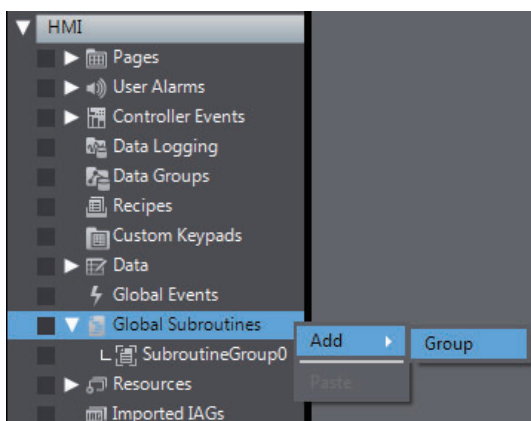 HMI
Pages
User Alarms
Controller Events
Data Logging
Data Groups
Recipes
Custom Keypads
Data
Global Events
Global Subroutines
Add
Group
SubroutineGroup0
Paste
Resources
Imported IAGs